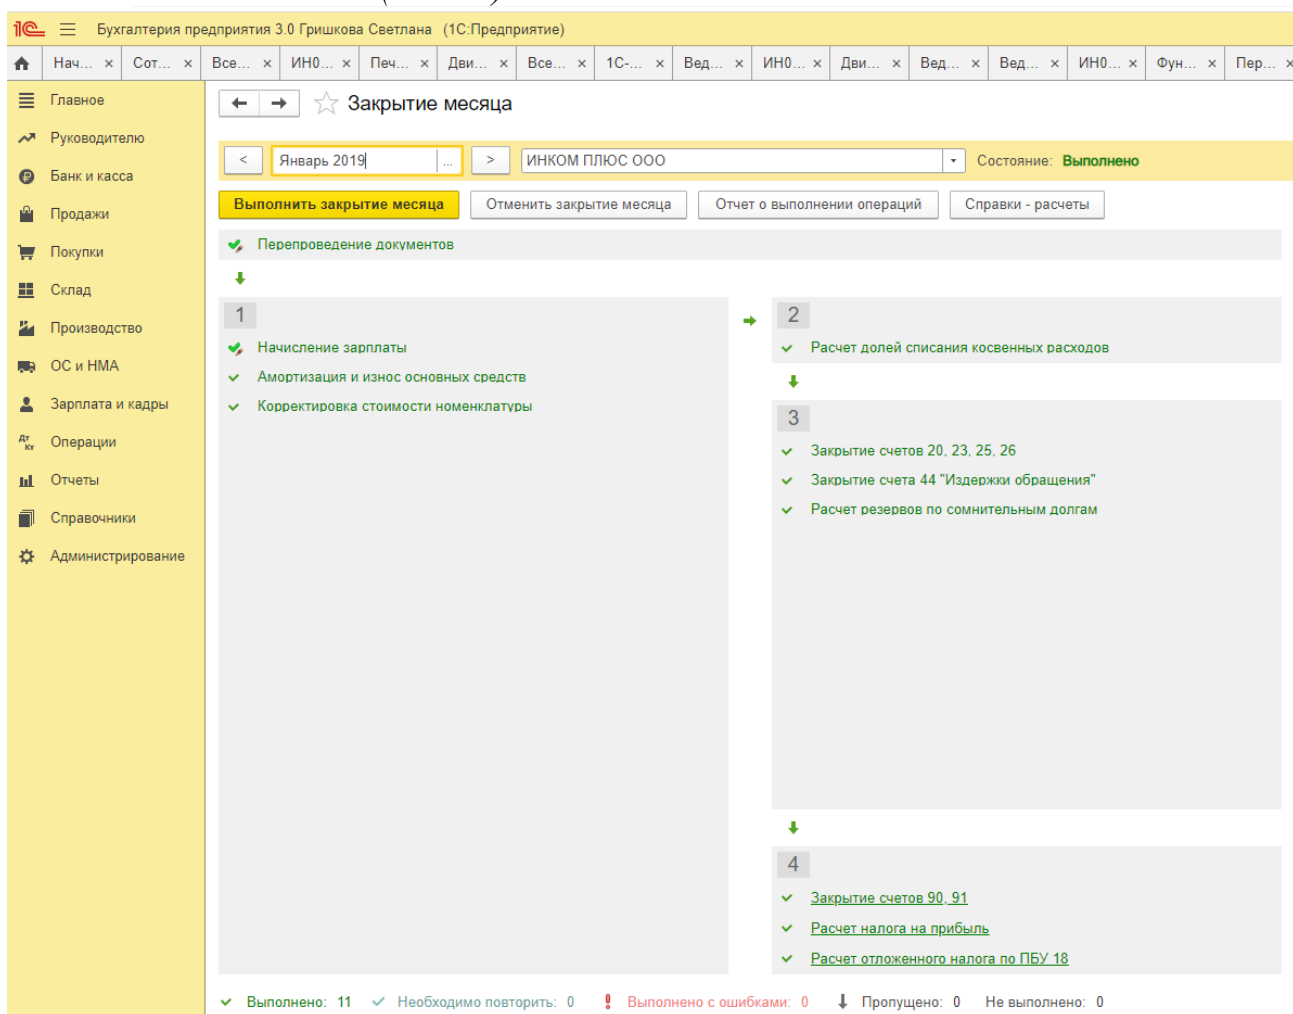 1С Бухгалтерия предприятия 3.0 Гришкова Светлана (1С:Предприятие)
Нач... × Сот... × Все... × ИН0... × Печ... × Дви... × Все... × 1С-... × Вед... × ИН0... × Дви... × Вед... × Вед... × ИН0... × Фун... × Пер... ×
Главное
Руководителю
Банк и касса
Продажи
Покупки
Склад
Производство
ОС и НМА
Зарплата и кадры
Дт Кт Операции
Отчеты
Справочники
Администрирование
Закрытие месяца
< Январь 2019 ... > ИНКОМ ПЛЮС ООО Состояние: Выполнено
Выполнить закрытие месяца Отменить закрытие месяца Отчет о выполнении операций Справки - расчеты
Перепроведение документов
1
Начисление зарплаты
Амортизация и износ основных средств
Корректировка стоимости номенклатуры
2
Расчет долей списания косвенных расходов
3
Закрытие счетов 20, 23, 25, 26
Закрытие счета 44 "Издержки обращения"
Расчет резервов по сомнительным долгам
4
Закрытие счетов 90, 91
Расчет налога на прибыль
Расчет отложенного налога по ПБУ 18
Выполнено: 11 Необходимо повторить: 0 Выполнено с ошибками: 0 Пропущено: 0 Не выполнено: 0